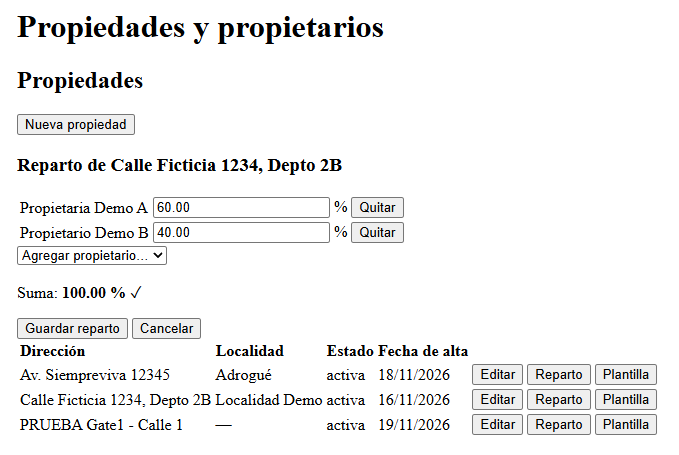 Propiedades y propietarios
Propiedades
Nueva propiedad
Reparto de Calle Ficticia 1234, Depto 2B
Propietaria Demo A 60.00 % Quitar
Propietario Demo B 40.00 % Quitar
Agregar propietario...
Suma: 100.00 % ✓
Guardar reparto Cancelar
Dirección Localidad Estado Fecha de alta
Av. Siempreviva 12345 Adrogué activa 18/11/2026 Editar Reparto Plantilla
Calle Ficticia 1234, Depto 2B Localidad Demo activa 16/11/2026 Editar Reparto Plantilla
PRUEBA Gate1 - Calle 1 — activa 19/11/2026 Editar Reparto Plantilla